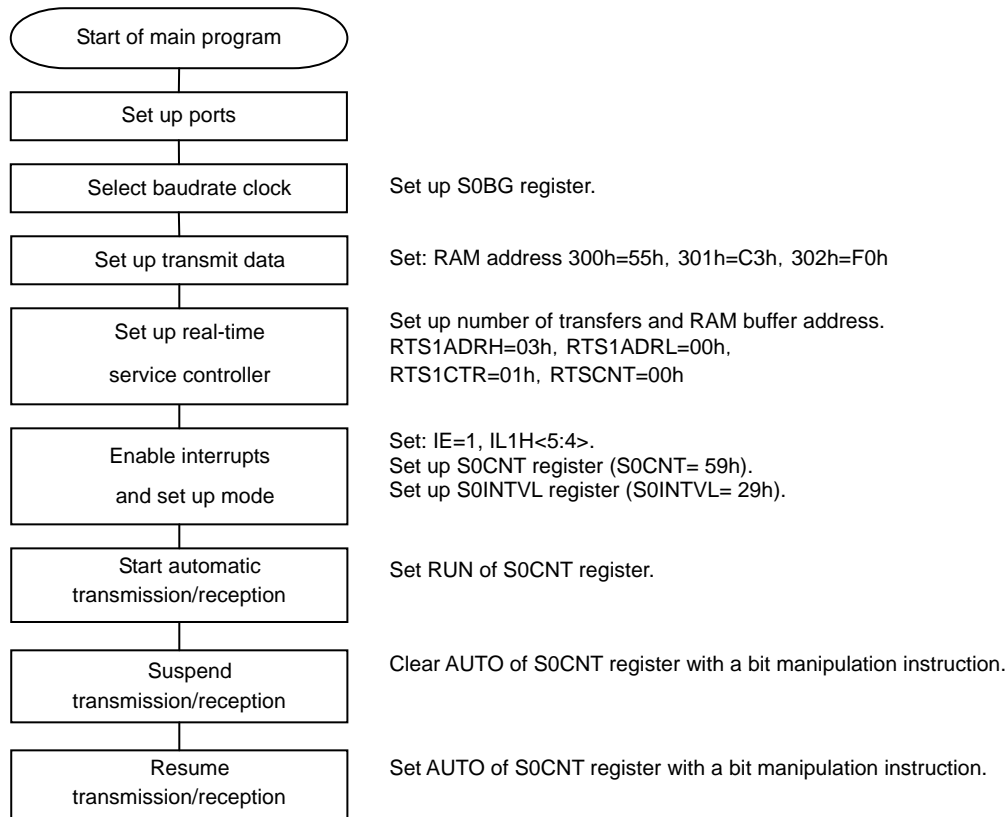 Start of main program
Set up ports
Select baudrate clock
Set up S0BG register.
Set up transmit data
Set: RAM address 300h=55h, 301h=C3h, 302h=F0h
Set up real-time
service controller
Set up number of transfers and RAM buffer address.
RTS1ADRH=03h, RTS1ADRL=00h,
RTS1CTR=01h, RTSCNT=00h
Enable interrupts
and set up mode
Set: IE=1, IL1H<5:4>.
Set up S0CNT register (S0CNT= 59h).
Set up S0INTVL register (S0INTVL= 29h).
Start automatic
transmission/reception
Set RUN of S0CNT register.
Suspend
transmission/reception
Clear AUTO of S0CNT register with a bit manipulation instruction.
Resume
transmission/reception
Set AUTO of S0CNT register with a bit manipulation instruction.